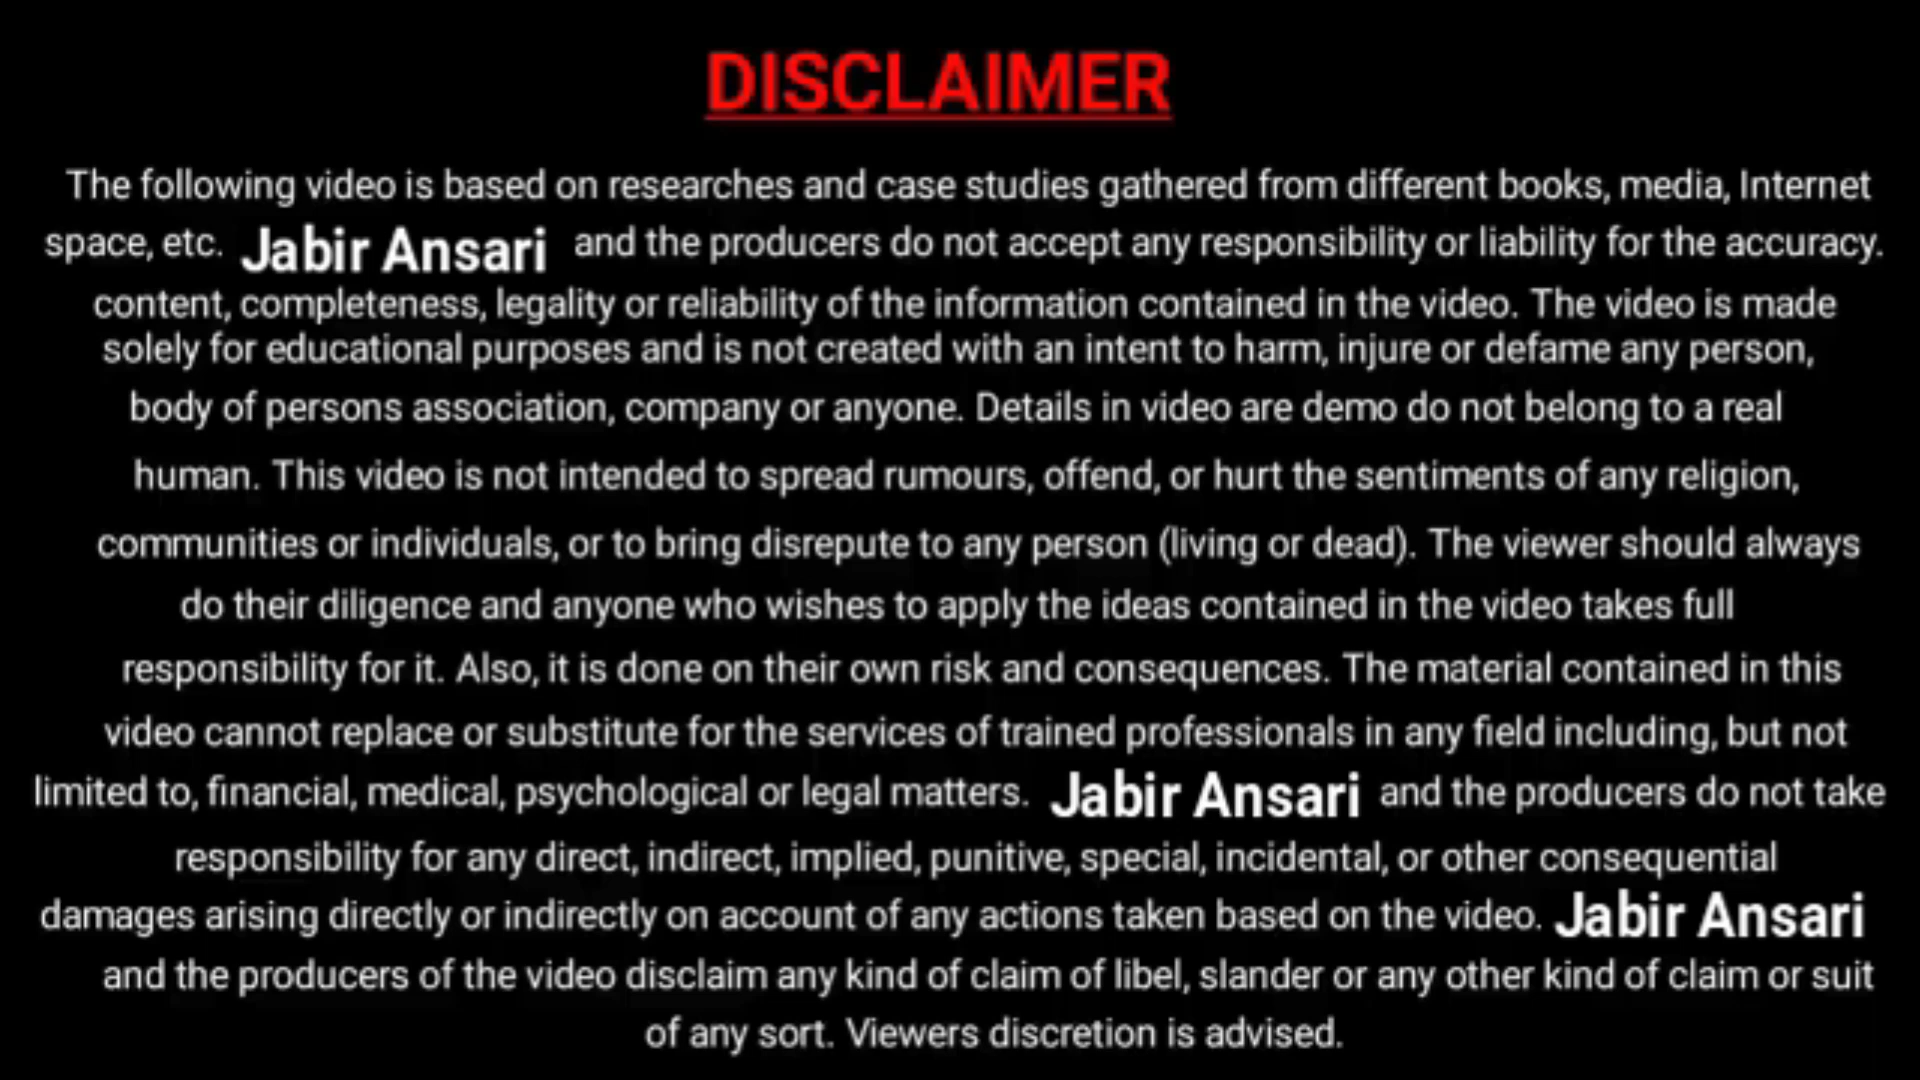 DISCLAIMER
The following video is based on researches and case studies gathered from different books, media, Internet
space, etc. Jabir Ansari and the producers do not accept any responsibility or liability for the accuracy.
content, completeness, legality or reliability of the information contained in the video. The video is made
solely for educational purposes and is not created with an intent to harm, injure or defame any person,
body of persons association, company or anyone. Details in video are demo do not belong to a real
human. This video is not intended to spread rumours, offend, or hurt the sentiments of any religion,
communities or individuals, or to bring disrepute to any person (living or dead). The viewer should always
do their diligence and anyone who wishes to apply the ideas contained in the video takes full
responsibility for it. Also, it is done on their own risk and consequences. The material contained in this
video cannot replace or substitute for the services of trained professionals in any field including, but not
limited to, financial, medical, psychological or legal matters. Jabir Ansari and the producers do not take
responsibility for any direct, indirect, implied, punitive, special, incidental, or other consequential
damages arising directly or indirectly on account of any actions taken based on the video. Jabir Ansari
and the producers of the video disclaim any kind of claim of libel, slander or any other kind of claim or suit
of any sort. Viewers discretion is advised.